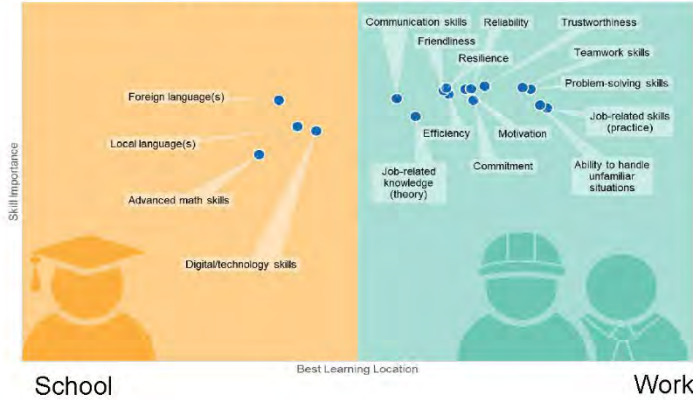 Communication skills
Reliability
Trustworthiness
Friendliness
Resilience
Teamwork skills
Problem-solving skills
Foreign language(s)
Job-related skills
(practice)
Local language(s)
Efficiency
Motivation
Job-related
knowledge
(theory)
Commitment
Ability to handle
unfamiliar
situations
Advanced math skills
Digital/technology skills
Skill Importance
Best Learning Location
School
Work